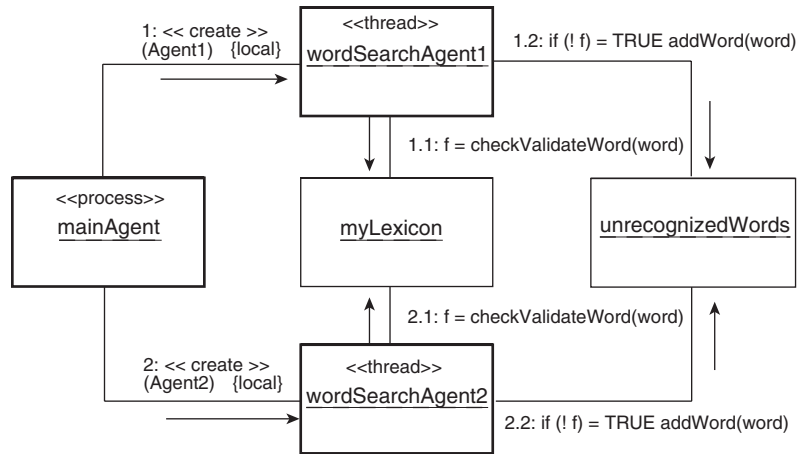 1: << create >>
(Agent1) {local}
<<thread>>
wordSearchAgent1
1.2: if (! f) = TRUE addWord(word)
1.1: f = checkValidateWord(word)
<<process>>
mainAgent
myLexicon
unrecognizedWords
2.1: f = checkValidateWord(word)
2: << create >>
(Agent2) {local}
<<thread>>
wordSearchAgent2
2.2: if (! f) = TRUE addWord(word)